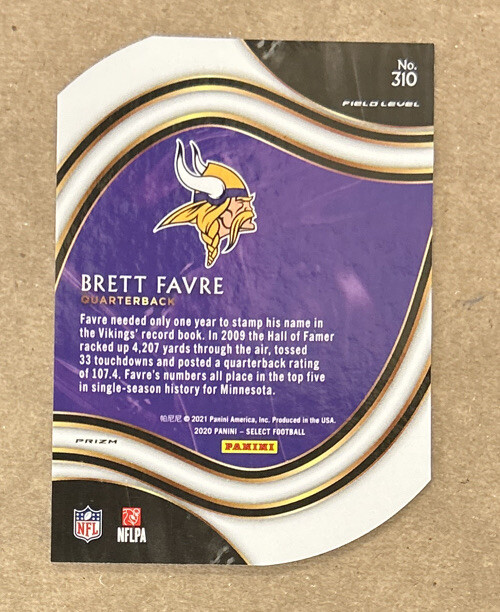 No.
310
FIELD LEVEL
BRETT FAVRE
QUARTERBACK
Favre needed only one year to stamp his name in
the Vikings' record book. In 2009 the Hall of Famer
racked up 4,207 yards through the air, tossed
33 touchdowns and posted a quarterback rating
of 107.4. Favre's numbers all place in the top five
in single-season history for Minnesota.
帕尼尼 © 2021 Panini America, Inc. Produced in the USA.
2020 PANINI – SELECT FOOTBALL
PANINI
PRIZM
NFL
NFLPA